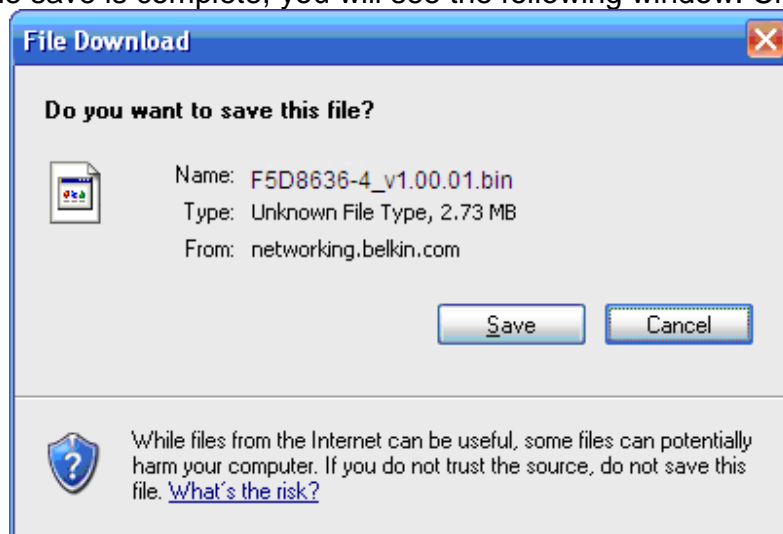 save is complete, you will see the following window.
File Download
Do you want to save this file?
Name: F5D8636-4_v1.00.01.bin
Type: Unknown File Type, 2.73 MB
From: networking.belkin.com
Save Cancel
While files from the Internet can be useful, some files can potentially
harm your computer. If you do not trust the source, do not save this
file. What's the risk?